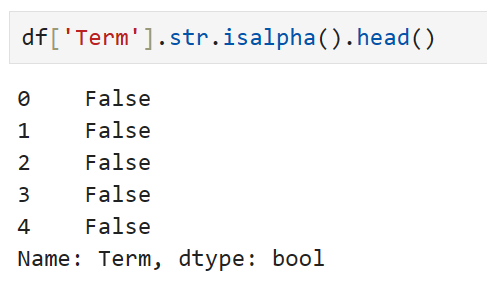 df['Term'].str.isalpha().head()
0    False
1    False
2    False
3    False
4    False
Name: Term, dtype: bool